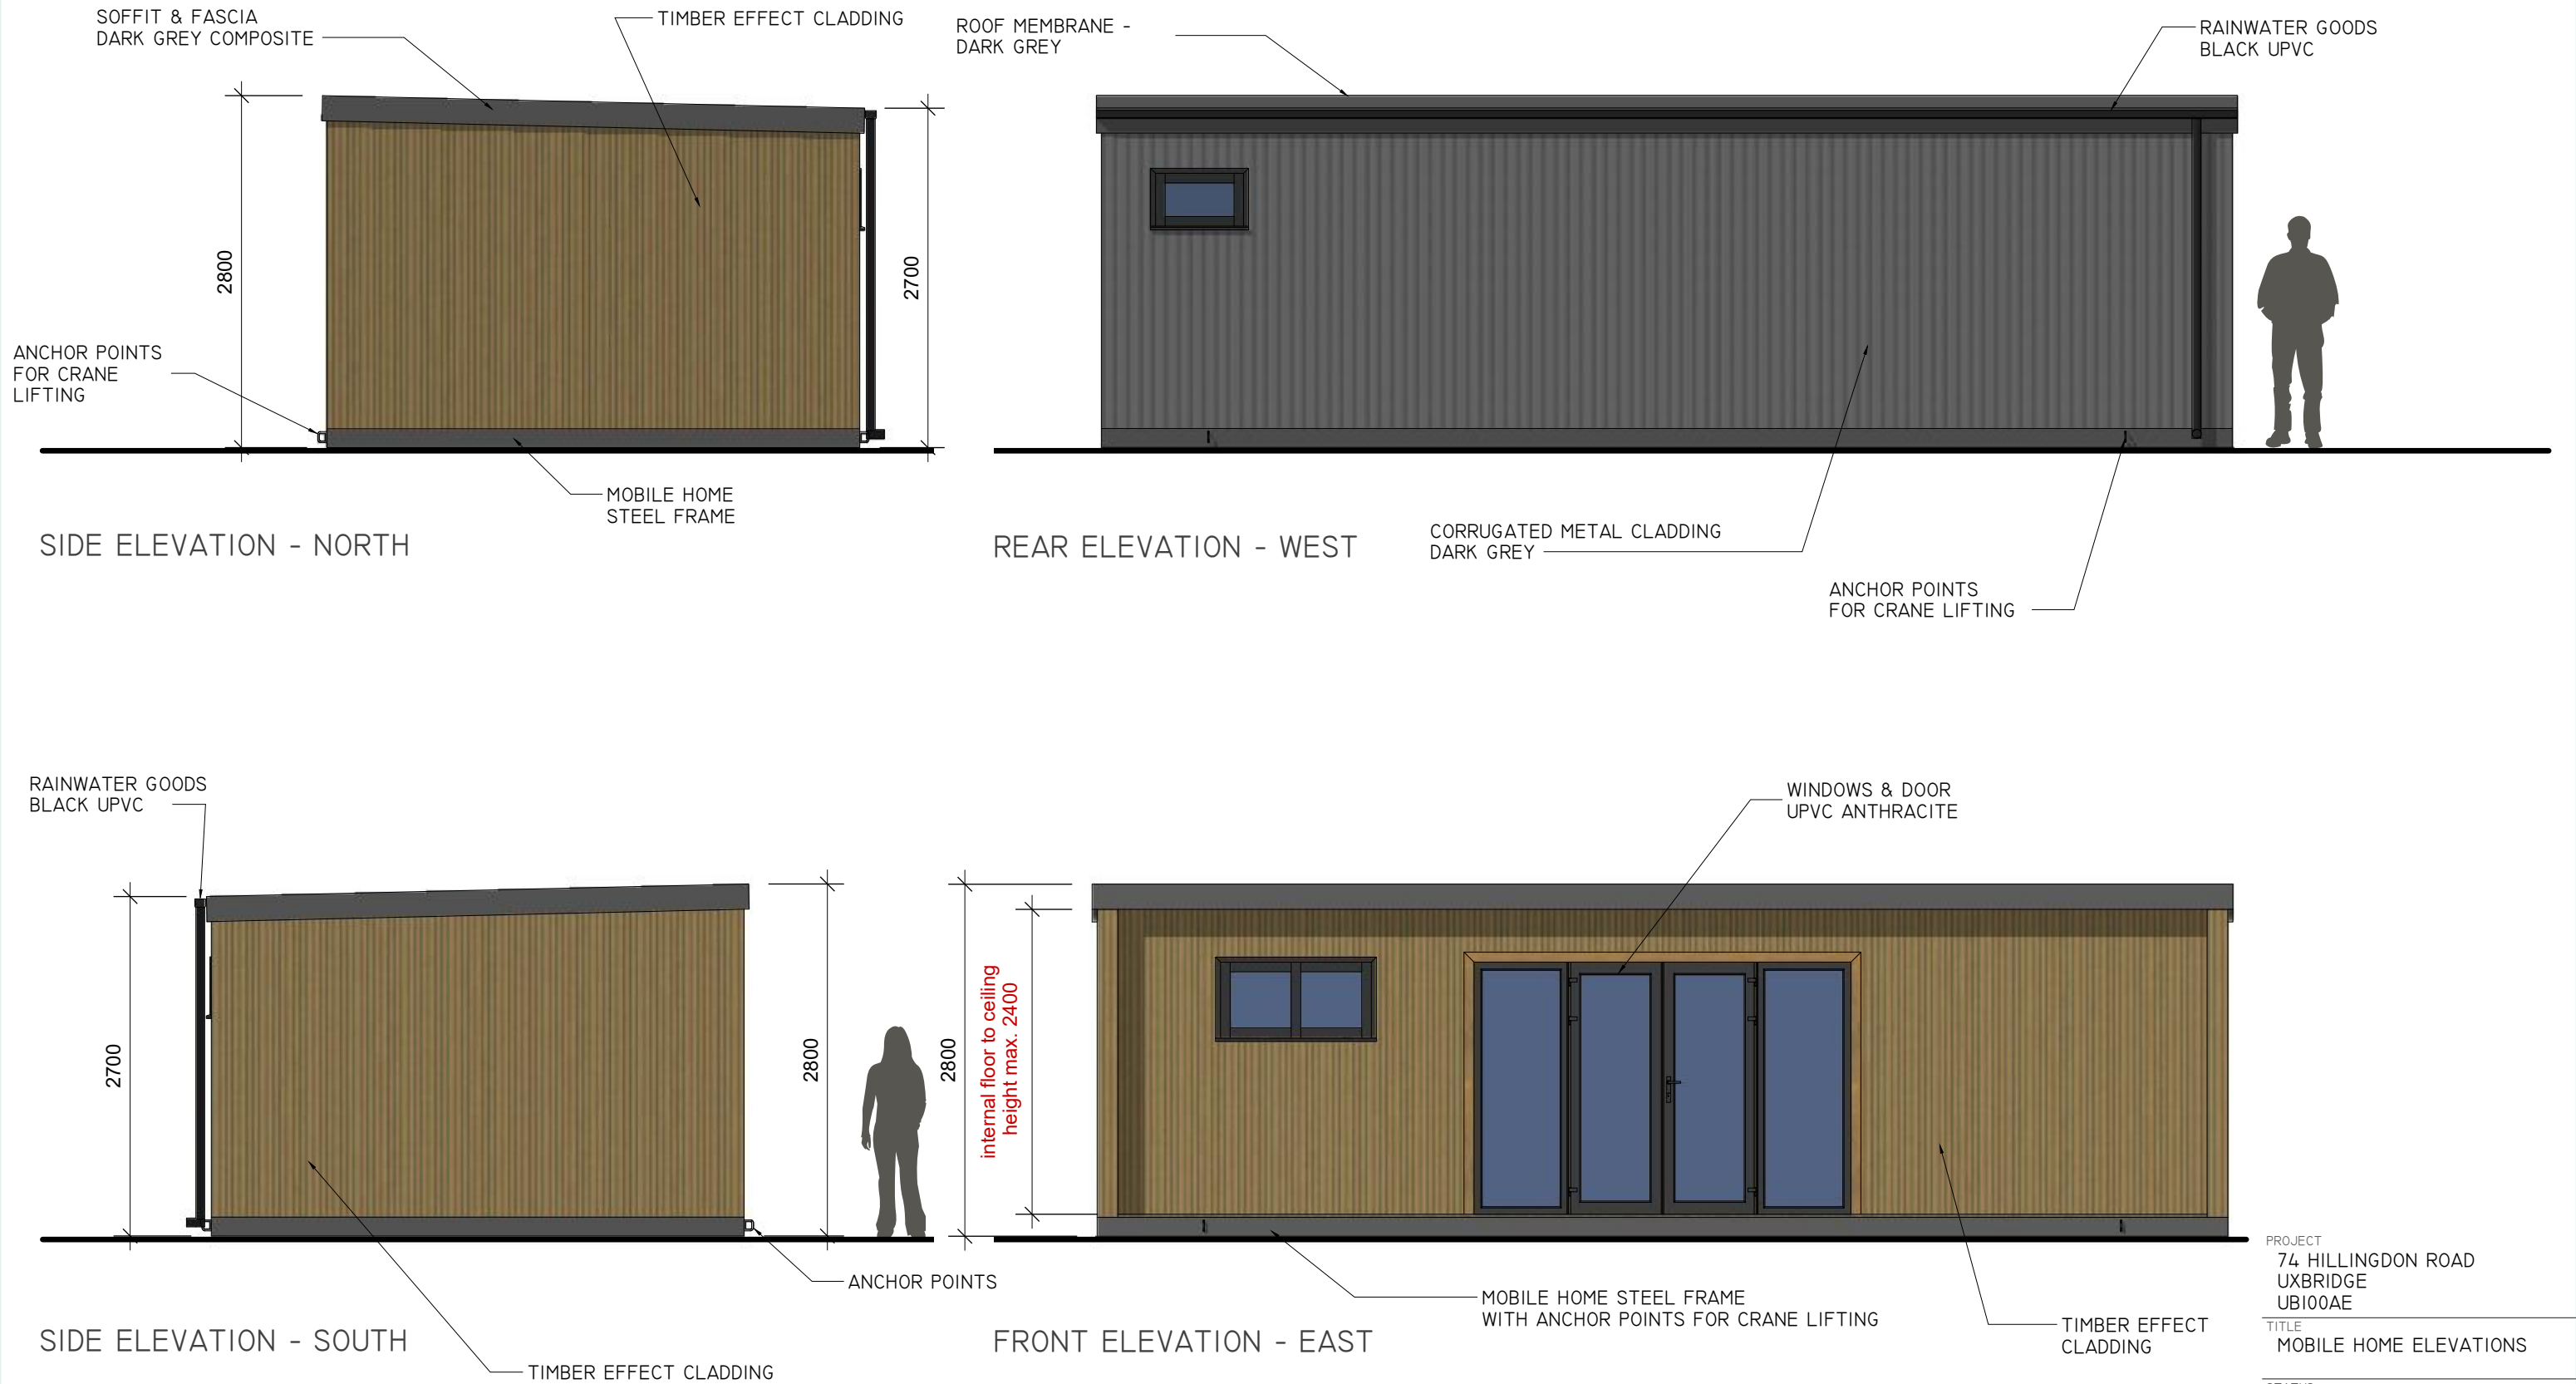 SOFFIT & FASCIA
DARK GREY COMPOSITE
TIMBER EFFECT CLADDING
2800
2700
ANCHOR POINTS
FOR CRANE
LIFTING
MOBILE HOME
STEEL FRAME
SIDE ELEVATION - NORTH
ROOF MEMBRANE -
DARK GREY
RAINWATER GOODS
BLACK UPVC
CORRUGATED METAL CLADDING
DARK GREY
ANCHOR POINTS
FOR CRANE LIFTING
REAR ELEVATION - WEST
RAINWATER GOODS
BLACK UPVC
2700
2800
ANCHOR POINTS
TIMBER EFFECT CLADDING
SIDE ELEVATION - SOUTH
WINDOWS & DOOR
UPVC ANTHRACITE
2800
internal floor to ceiling
height max. 2400
MOBILE HOME STEEL FRAME
WITH ANCHOR POINTS FOR CRANE LIFTING
TIMBER EFFECT
CLADDING
FRONT ELEVATION - EAST
PROJECT
74 HILLINGDON ROAD
UXBRIDGE
UB100AE
TITLE
MOBILE HOME ELEVATIONS